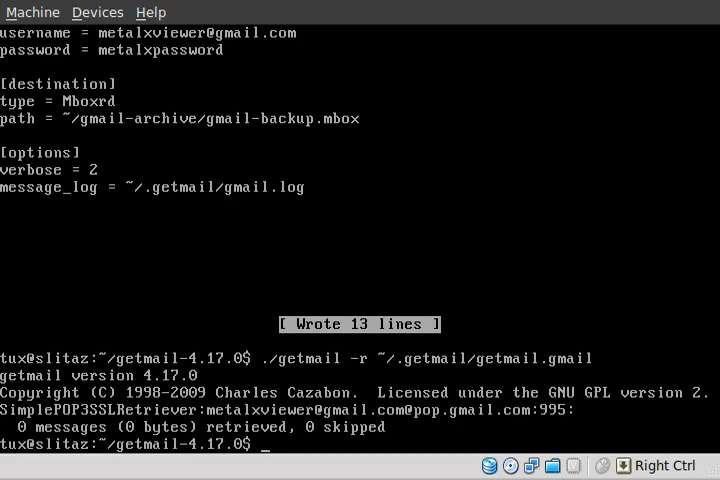 Machine Devices Help
username = metalxviewer@gmail.com
password = metalxpassword
[destination]
type = Mboxrd
path = ~/gmail-archive/gmail-backup.mbox
[options]
verbose = 2
message_log = ~/.getmail/gmail.log
[ Wrote 13 lines ]
tux@slitaz:~/getmail-4.17.0$ ./getmail -r ~/.getmail/getmail.gmail
getmail version 4.17.0
Copyright (C) 1998-2009 Charles Cazabon.  Licensed under the GNU GPL version 2.
SimplePOP3SSLRetriever:metalxviewer@gmail.com@pop.gmail.com:995:
  0 messages (0 bytes) retrieved, 0 skipped
tux@slitaz:~/getmail-4.17.0$ _
Right Ctrl